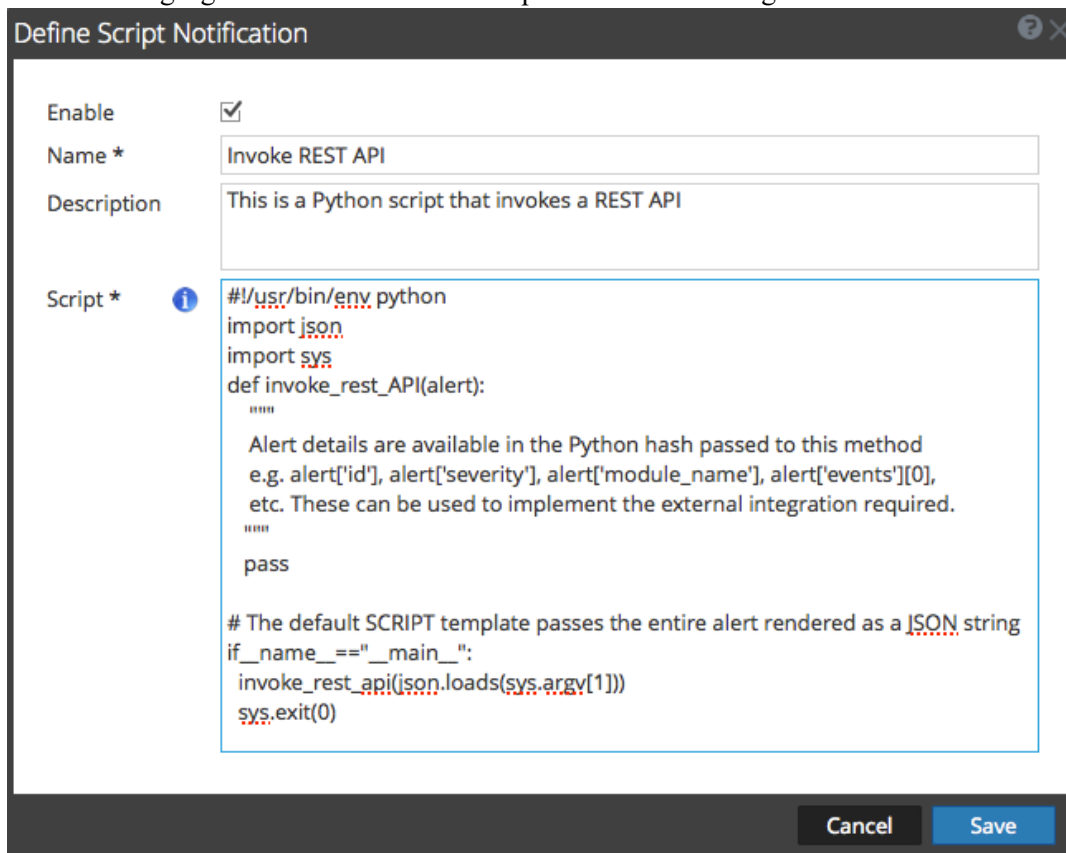 Define Script Notification
Enable
Name * Invoke REST API
Description This is a Python script that invokes a REST API
Script * #!/usr/bin/env python
import json
import sys
def invoke_rest_API(alert):
"""
Alert details are available in the Python hash passed to this method
e.g. alert['id'], alert['severity'], alert['module_name'], alert['events'][0],
etc. These can be used to implement the external integration required.
"""
pass
# The default SCRIPT template passes the entire alert rendered as a JSON string
if__name__=="__main__":
invoke_rest_api(json.loads(sys.argv[1]))
sys.exit(0)
Cancel Save